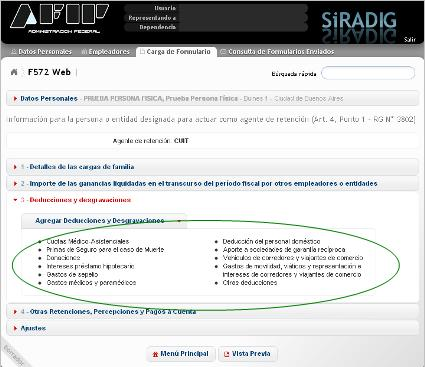 AFIP
ADMINISTRACION FEDERAL
Usuario
Representando a
Dependencia
SiRADIG
Salir
Datos Personales
Empleadores
Carga de Formulario
Consulta de Formularios Enviados
F572 Web
Búsqueda rápida
Datos Personales - PRUEBA PERSONA FISICA, Prueba Persona Fisica - Dunes 1 - Ciudad de Buenos Aires
Información para la persona o entidad designada para actuar como agente de retención (Art. 4, Punto 1 - RG N° 3802)
Agente de retención CUIT
1 - Detalles de las cargas de familia
2 - Importe de las ganancias liquidadas en el transcurso del período fiscal por otros empleadores o entidades
3 - Deducciones y desgravaciones
Agregar Deducciones y Desgravaciones
Cuotas Médico-Asistenciales
Primas de Seguro para el caso de Muerte
Donaciones
Intereses préstamo hipotecario
Gastos de sepelio
Gastos médicos y paramédicos
Deducción del personal doméstico
Aporte a sociedades de garantía recíproca
Vehículos de corredores y viajantes de comercio
Gastos de movilidad, viáticos y representación e
intereses de corredores y viajantes de comercio
Otras deducciones
4 - Otras Retenciones, Percepciones y Pagos a Cuenta
Ajustes
Menú Principal
Vista Previa
borrador